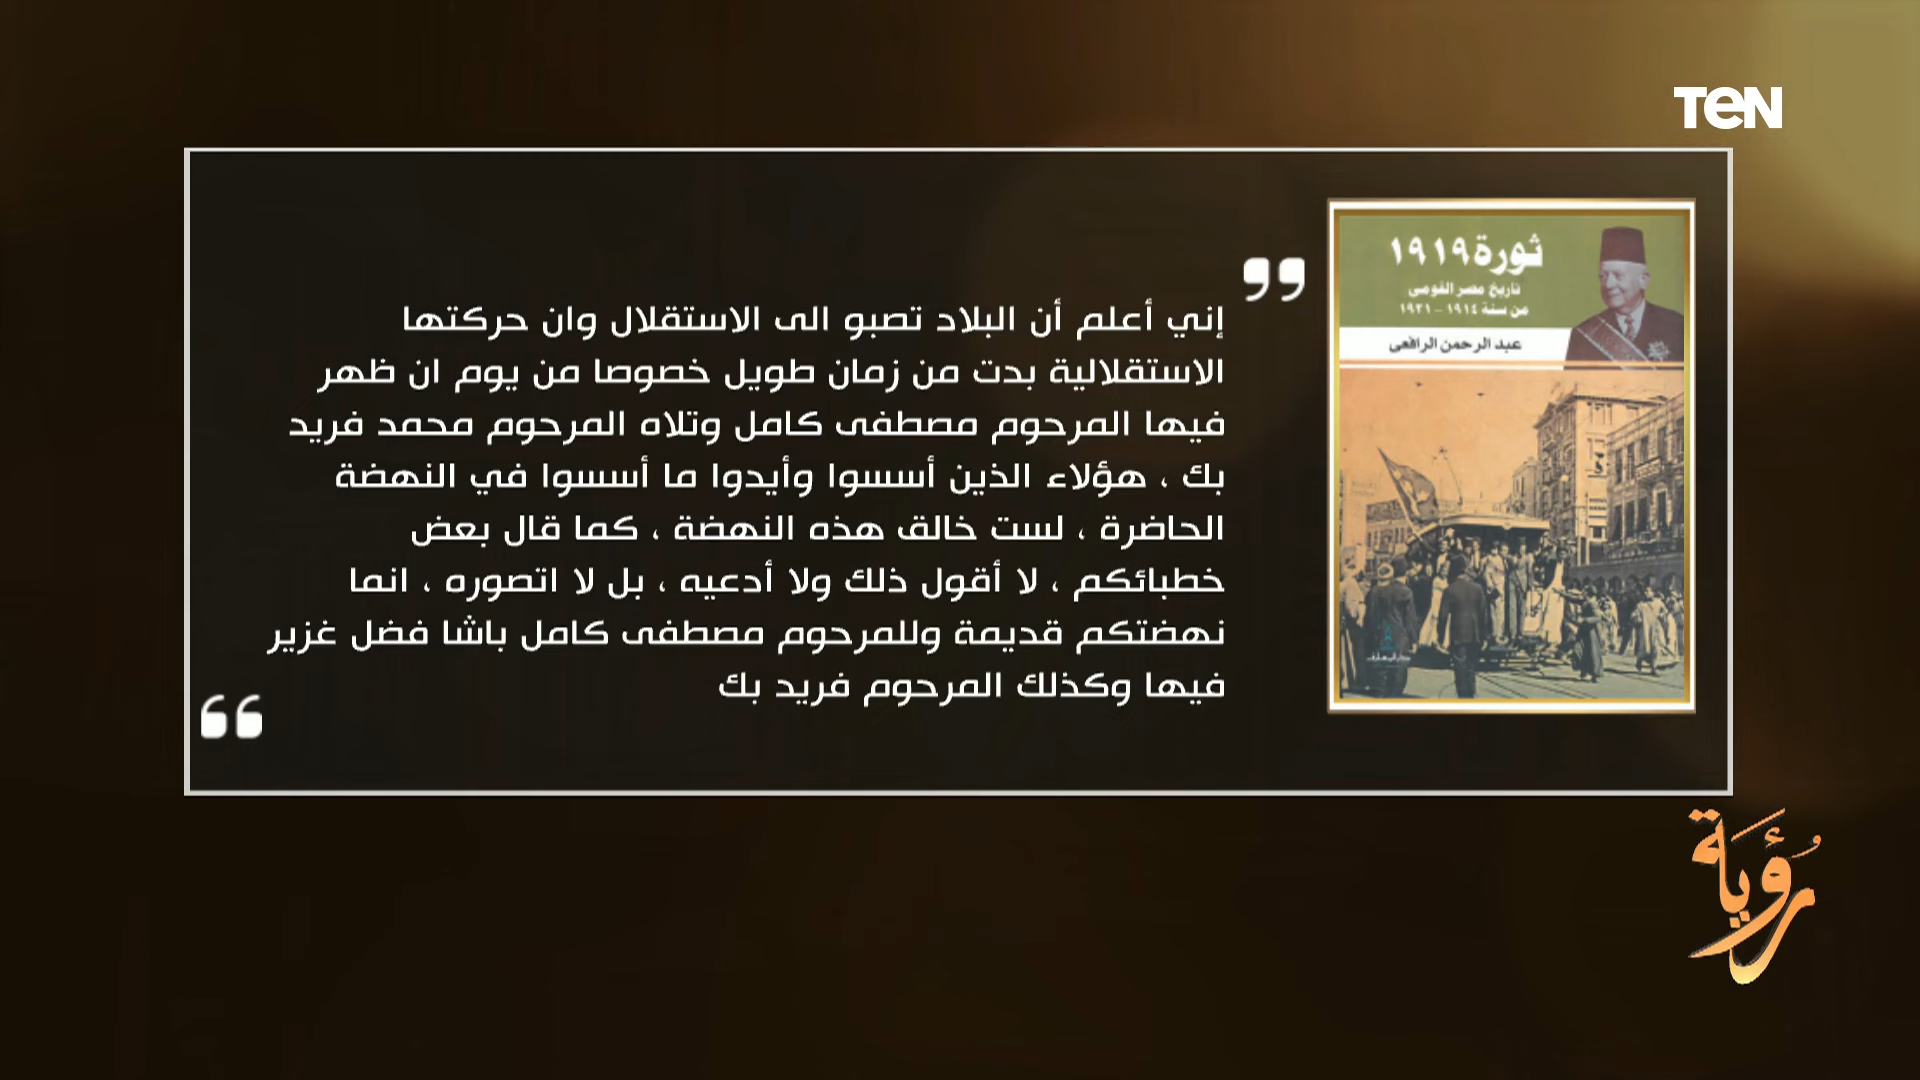 TEN
ثورة ١٩١٩
تاريخ مصر القومى
من سنة ١٩١٤ - ١٩٢١
عبد الرحمن الرافعى
إني أعلم أن البلاد تصبو الى الاستقلال وان حركتها
الاستقلالية بدت من زمان طويل خصوصا من يوم ان ظهر
فيها المرحوم مصطفى كامل وتلاه المرحوم محمد فريد
بك ، هؤلاء الذين أسسوا وأيدوا ما أسسوا في النهضة
الحاضرة ، لست خالق هذه النهضة ، كما قال بعض
خطبائكم ، لا أقول ذلك ولا أدعيه ، بل لا اتصوره ، انما
نهضتكم قديمة وللمرحوم مصطفى كامل باشا فضل غزير
فيها وكذلك المرحوم فريد بك
رؤية